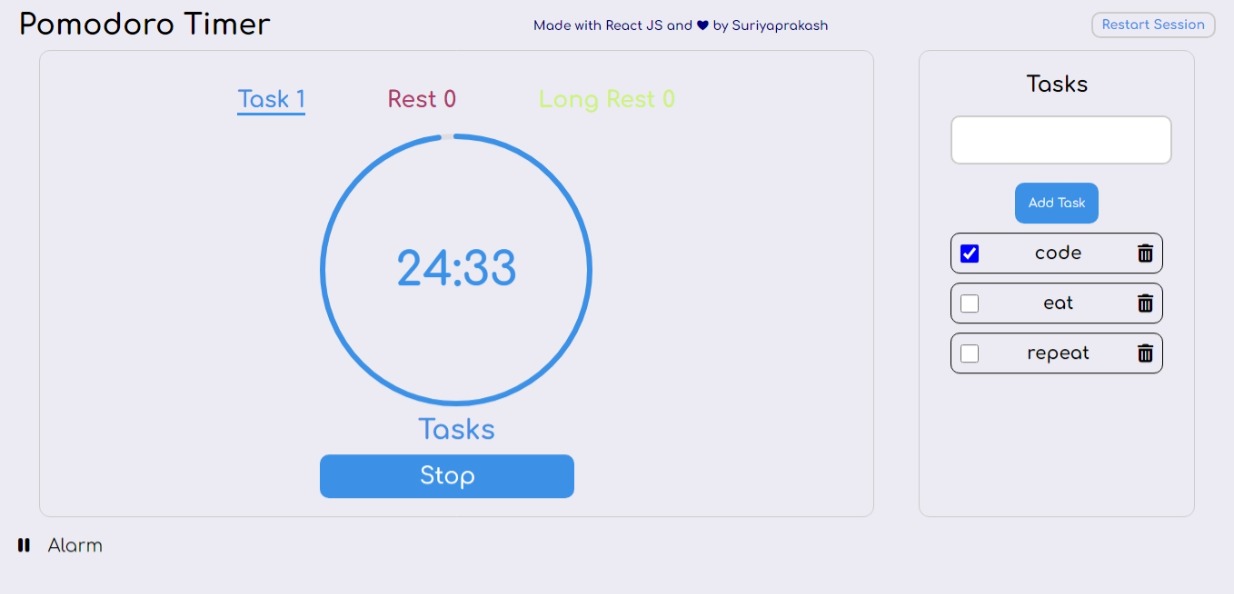 Pomodoro Timer
Made with React JS and ♥ by Suriyaprakash
Restart Session
Task 1
Rest 0
Long Rest 0
24:33
Tasks
Stop
Tasks
Add Task
code
eat
repeat
Alarm